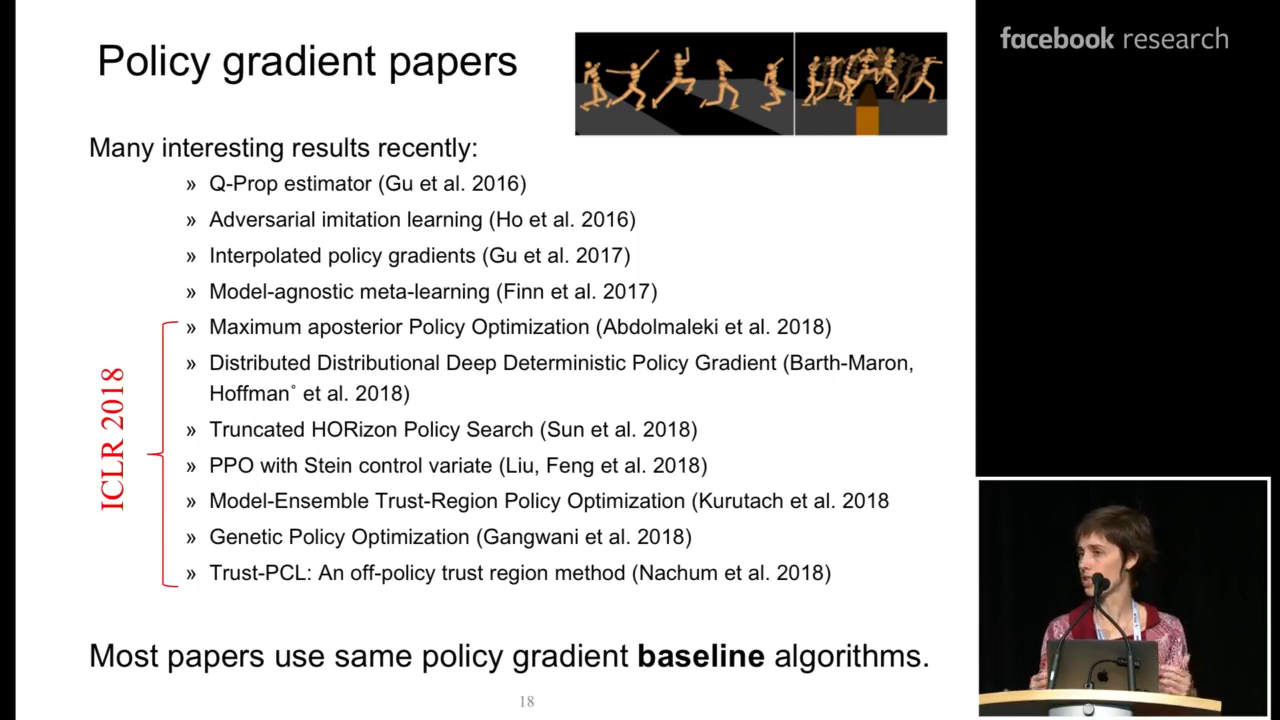 Policy gradient papers
facebook research
Many interesting results recently:
» Q-Prop estimator (Gu et al. 2016)
» Adversarial imitation learning (Ho et al. 2016)
» Interpolated policy gradients (Gu et al. 2017)
» Model-agnostic meta-learning (Finn et al. 2017)
ICLR 2018
» Maximum aposterior Policy Optimization (Abdolmaleki et al. 2018)
» Distributed Distributional Deep Deterministic Policy Gradient (Barth-Maron,
Hoffman° et al. 2018)
» Truncated HORizon Policy Search (Sun et al. 2018)
» PPO with Stein control variate (Liu, Feng et al. 2018)
» Model-Ensemble Trust-Region Policy Optimization (Kurutach et al. 2018
» Genetic Policy Optimization (Gangwani et al. 2018)
» Trust-PCL: An off-policy trust region method (Nachum et al. 2018)
Most papers use same policy gradient baseline algorithms.
18